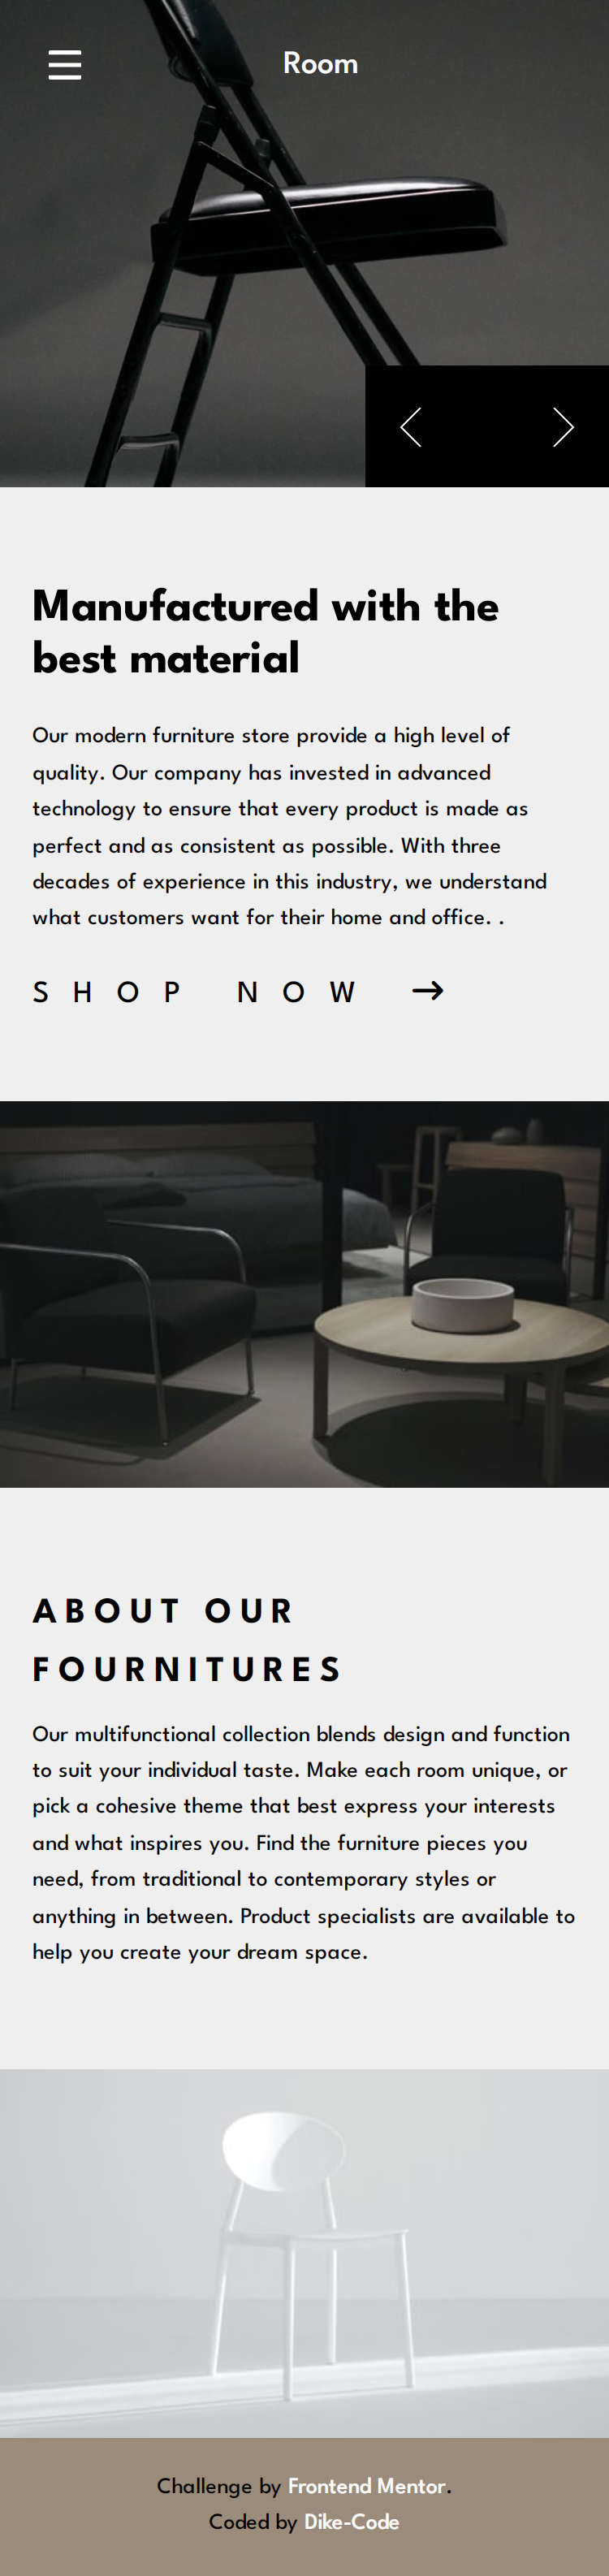 Room
Manufactured with the
best material
Our modern furniture store provide a high level of
quality. Our company has invested in advanced
technology to ensure that every product is made as
perfect and as consistent as possible. With three
decades of experience in this industry, we understand
what customers want for their home and office. .
SHOP NOW →
ABOUT OUR
FOURNITURES
Our multifunctional collection blends design and function
to suit your individual taste. Make each room unique, or
pick a cohesive theme that best express your interests
and what inspires you. Find the furniture pieces you
need, from traditional to contemporary styles or
anything in between. Product specialists are available to
help you create your dream space.
Challenge by Frontend Mentor.
Coded by Dike-Code